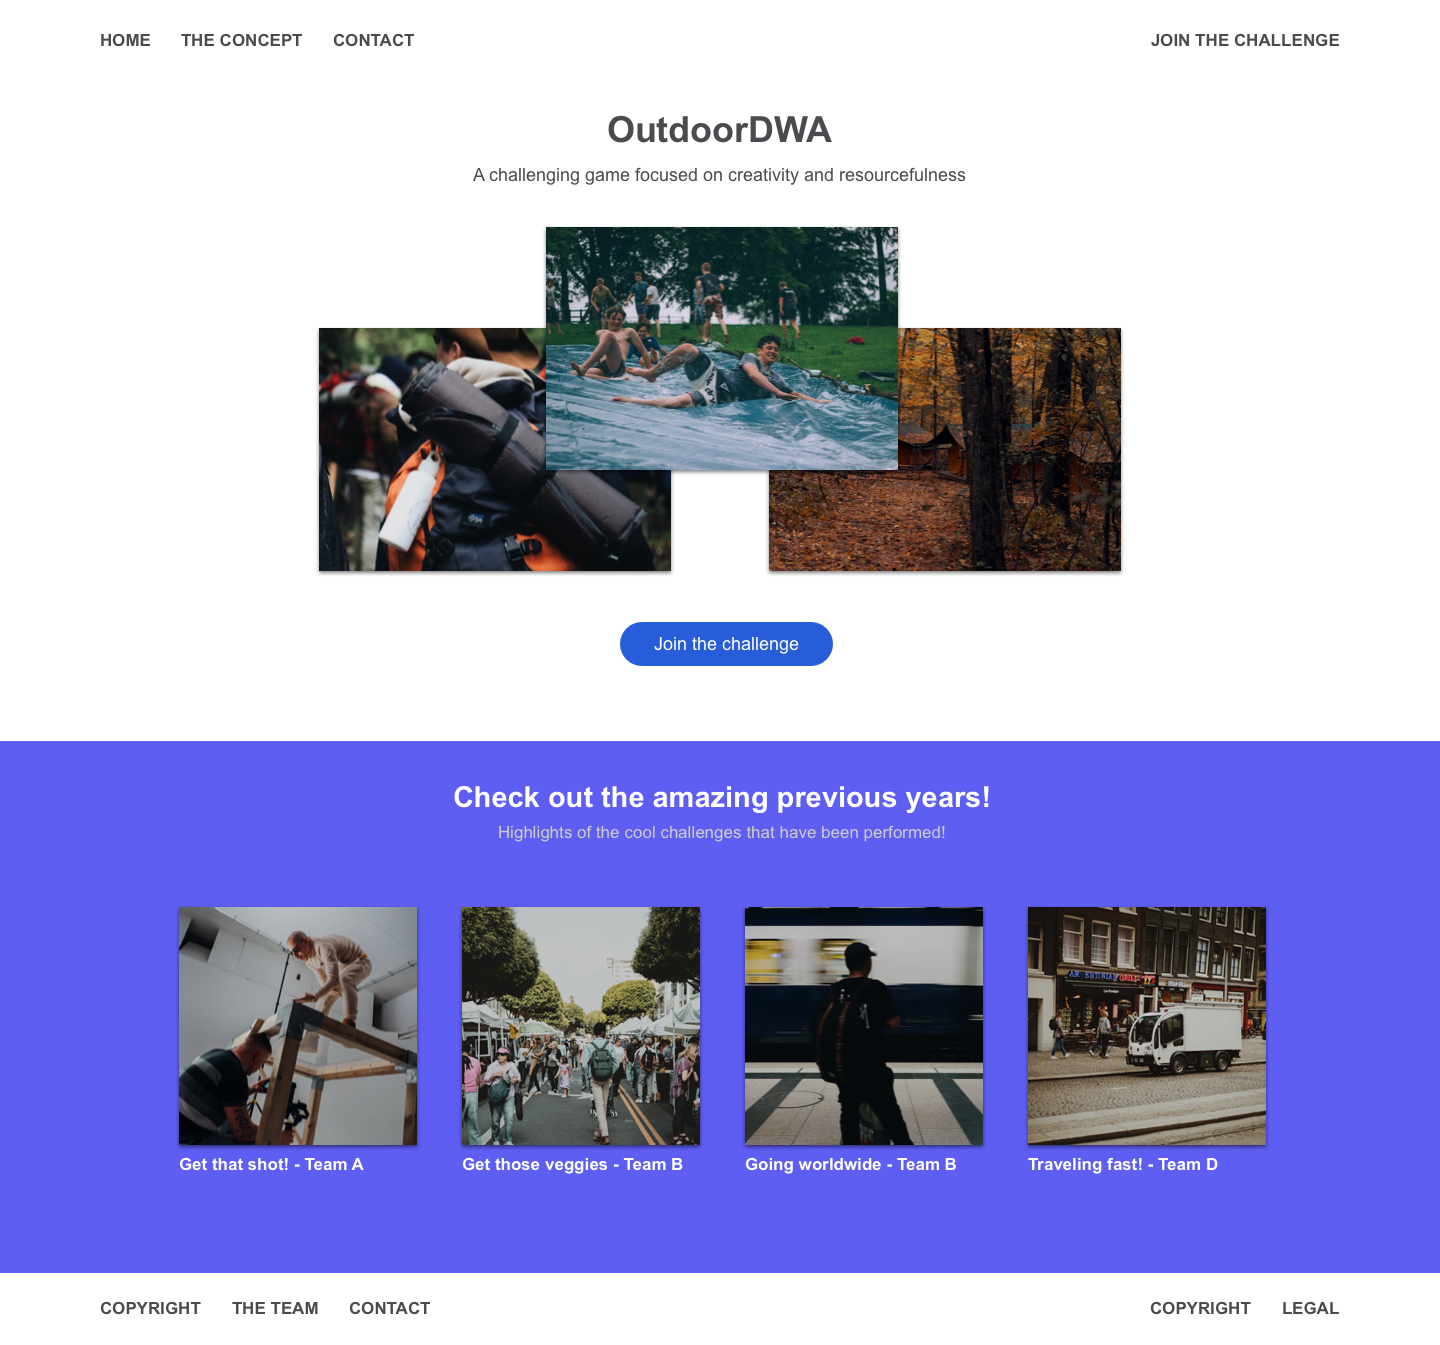 HOME THE CONCEPT CONTACT JOIN THE CHALLENGE
OutdoorDWA
A challenging game focused on creativity and resourcefulness
Join the challenge
Check out the amazing previous years!
Highlights of the cool challenges that have been performed!
Get that shot! - Team A
Get those veggies - Team B
Going worldwide - Team B
Traveling fast! - Team D
COPYRIGHT THE TEAM CONTACT COPYRIGHT LEGAL